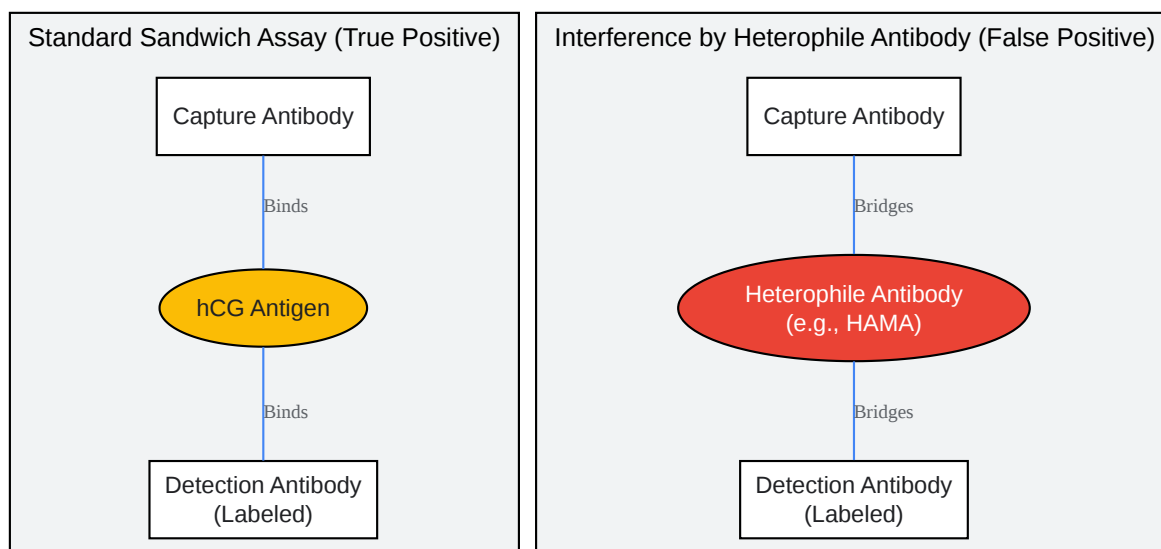 Standard Sandwich Assay (True Positive)
Capture Antibody
Binds
hCG Antigen
Binds
Detection Antibody
(Labeled)
Interference by Heterophile Antibody (False Positive)
Capture Antibody
Bridges
Heterophile Antibody
(e.g., HAMA)
Bridges
Detection Antibody
(Labeled)